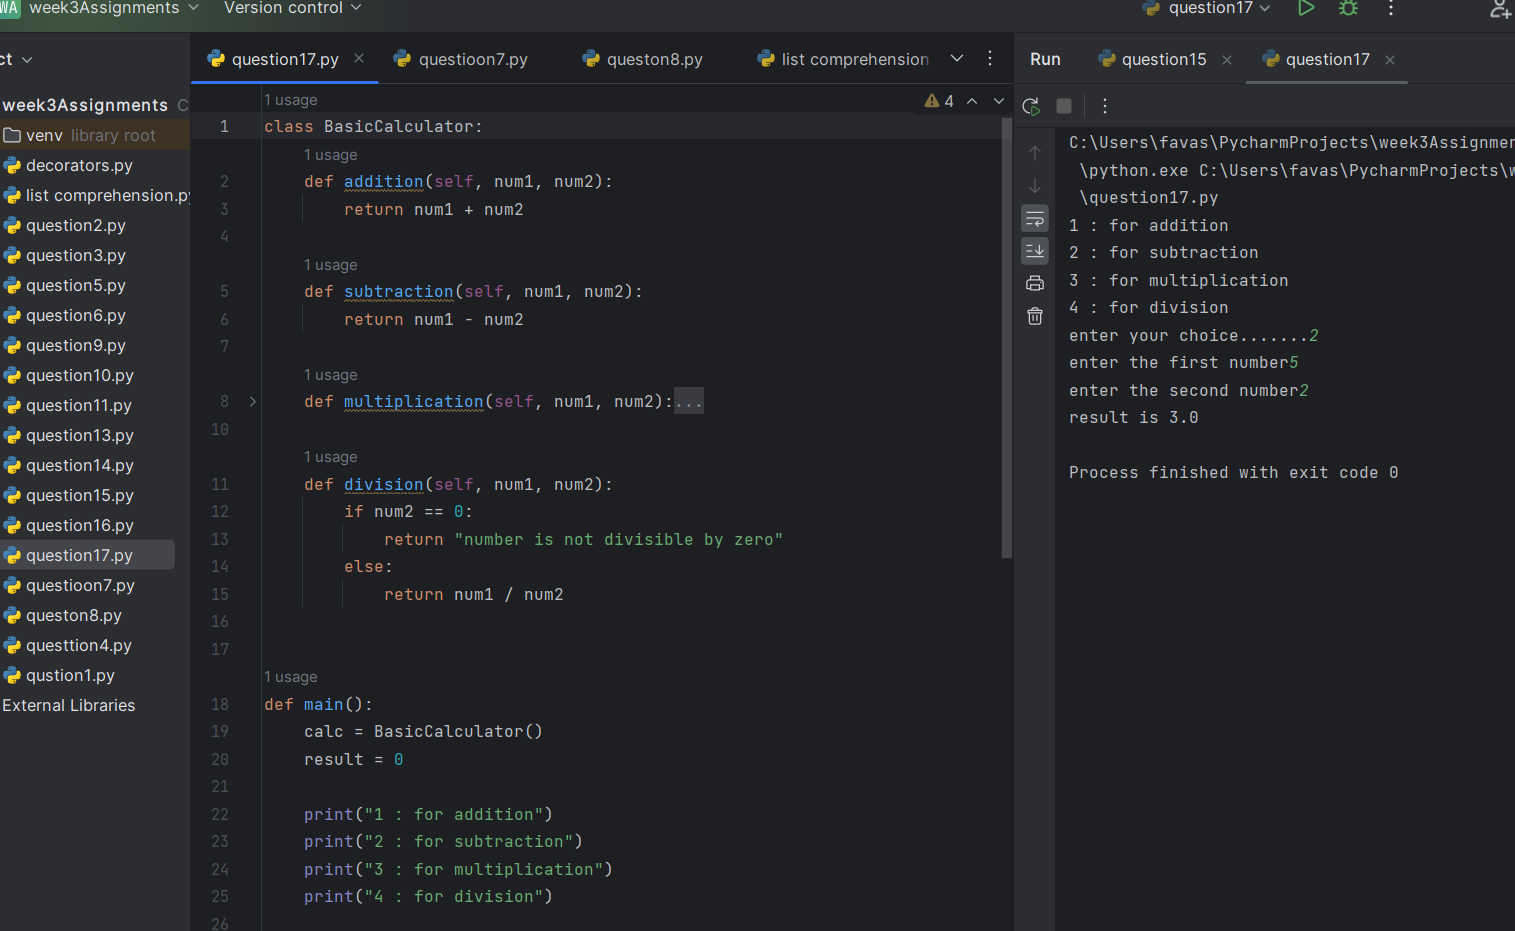 WA week3Assignments Version control question17
ct
week3Assignments C
venv library root
decorators.py
list comprehension.py
question2.py
question3.py
question5.py
question6.py
question9.py
question10.py
question11.py
question13.py
question14.py
question15.py
question16.py
question17.py
questioon7.py
queston8.py
questtion4.py
qustion1.py
External Libraries
question17.py questioon7.py queston8.py list comprehension
4
1 usage
1 class BasicCalculator:
1 usage
2 def addition(self, num1, num2):
3 return num1 + num2
4
1 usage
5 def subtraction(self, num1, num2):
6 return num1 - num2
7
1 usage
8 def multiplication(self, num1, num2):...
10
1 usage
11 def division(self, num1, num2):
12 if num2 == 0:
13 return "number is not divisible by zero"
14 else:
15 return num1 / num2
16
17
1 usage
18 def main():
19 calc = BasicCalculator()
20 result = 0
21
22 print("1 : for addition")
23 print("2 : for subtraction")
24 print("3 : for multiplication")
25 print("4 : for division")
26
Run question15 question17
C:\Users\favas\PycharmProjects\week3Assignmen
\python.exe C:\Users\favas\PycharmProjects\w
\question17.py
1 : for addition
2 : for subtraction
3 : for multiplication
4 : for division
enter your choice.......2
enter the first number5
enter the second number2
result is 3.0
Process finished with exit code 0